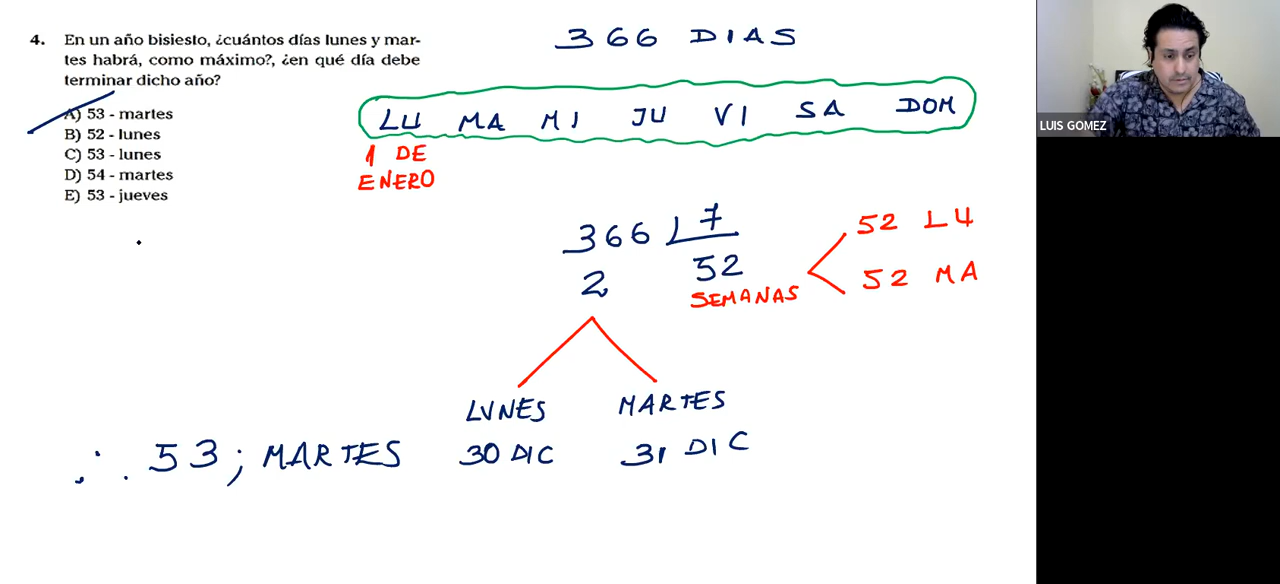 4. En un año bisiesto, ¿cuántos días lunes y mar-
tes habrá, como máximo?, ¿en qué día debe
terminar dicho año?
A) 53 - martes
B) 52 - lunes
C) 53 - lunes
D) 54 - martes
E) 53 - jueves
366 DIAS
LU MA MI JU VI SA DOM
1 DE
ENERO
366 7
2 52
SEMANAS
52 LU
52 MA
LUNES MARTES
30 DIC 31 DIC
∴ 53; MARTES
LUIS GOMEZ